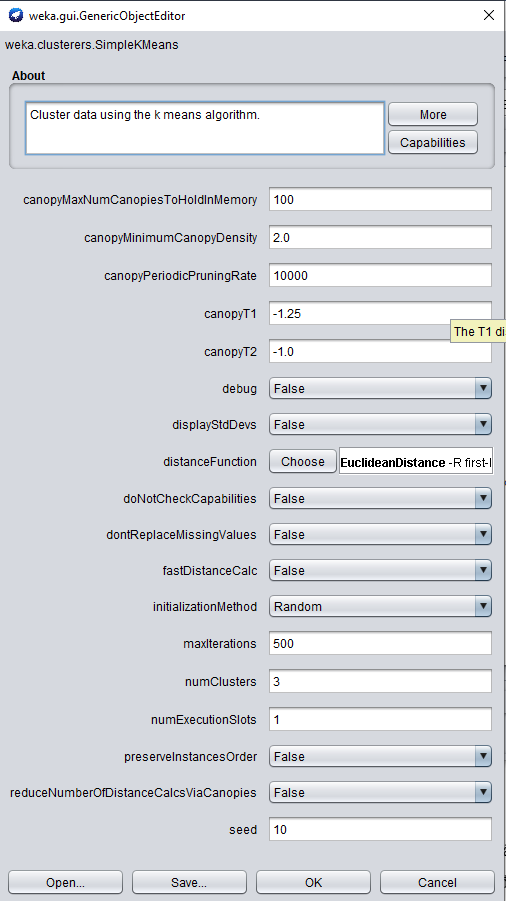 weka.gui.GenericObjectEditor
weka.clusterers.SimpleKMeans
About
Cluster data using the k means algorithm.
More
Capabilities
canopyMaxNumCanopiesToHoldInMemory 100
canopyMinimumCanopyDensity 2.0
canopyPeriodicPruningRate 10000
canopyT1 -1.25
The T1 di
canopyT2 -1.0
debug False
displayStdDevs False
distanceFunction Choose EuclideanDistance -R first-l
doNotCheckCapabilities False
dontReplaceMissingValues False
fastDistanceCalc False
initializationMethod Random
maxIterations 500
numClusters 3
numExecutionSlots 1
preserveInstancesOrder False
reduceNumberOfDistanceCalcsViaCanopies False
seed 10
Open... Save... OK Cancel